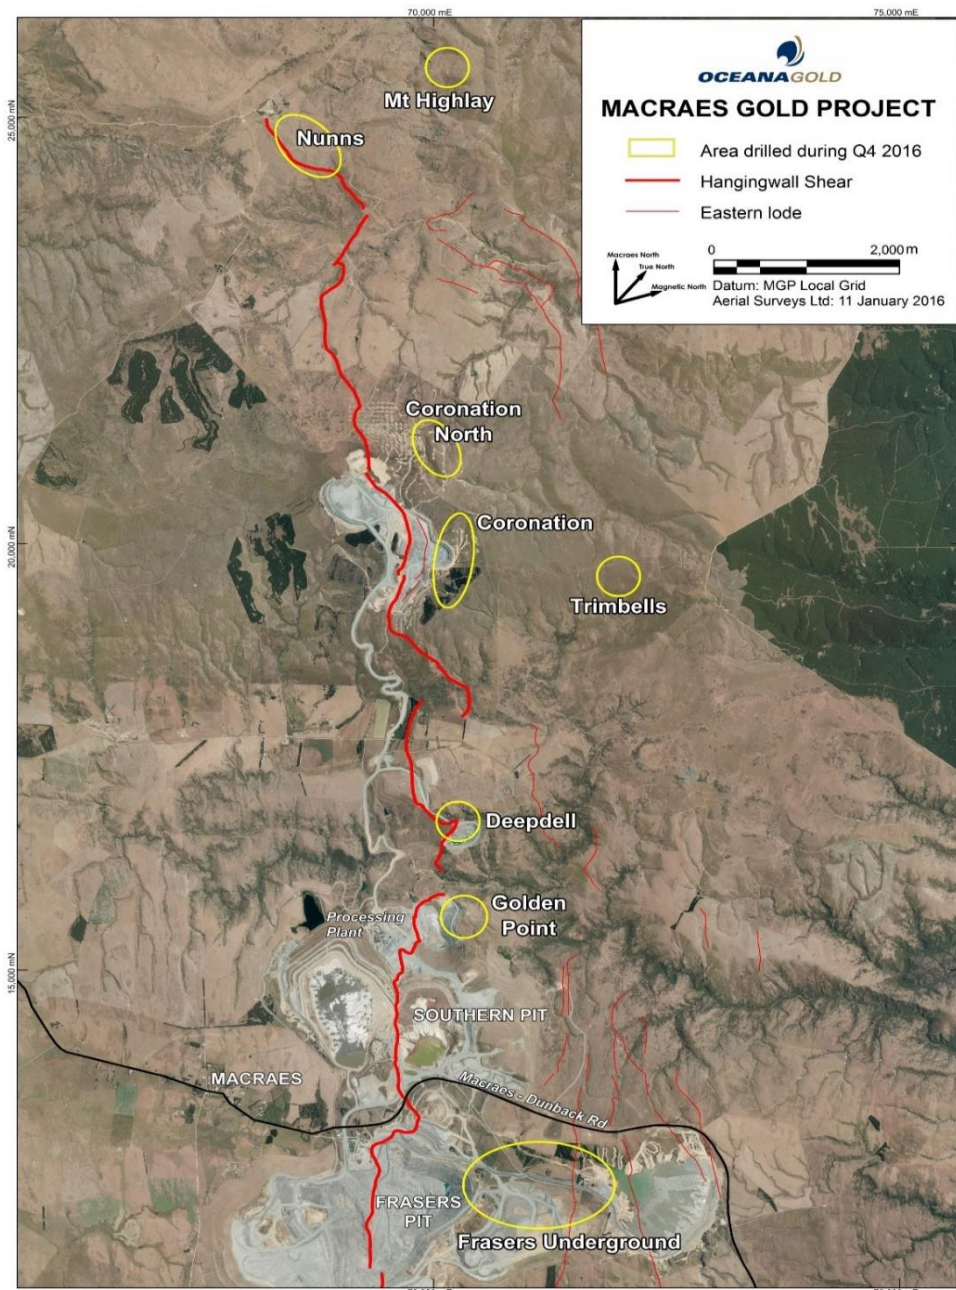 70,000 mE
75,000 mE
OCEANAGOLD
MACRAES GOLD PROJECT
Area drilled during Q4 2016
Hangingwall Shear
Eastern lode
Macraes North
True North
Magnetic North
0
2,000 m
Datum: MGP Local Grid
Aerial Surveys Ltd: 11 January 2016
Mt Highlay
25,000 mN
Nunns
Coronation
North
Coronation
20,000 mN
Trimbells
Deepdell
Golden
Point
Processing
Plant
15,000 mN
SOUTHERN PIT
MACRAES
Macraes - Dunback Rd
FRASERS
PIT
Frasers Underground